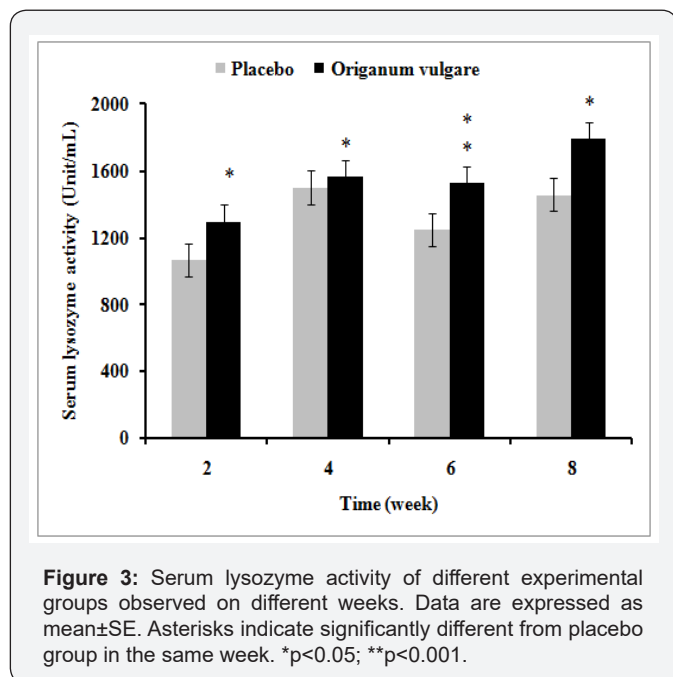 Placebo Origanum vulgare
Serum lysozyme activity (Unit/mL)
2000
1600
1200
800
400
0
*
*
*
*
*
2 4 6 8
Time (week)
Figure 3: Serum lysozyme activity of different experimental
groups observed on different weeks. Data are expressed as
mean±SE. Asterisks indicate significantly different from placebo
group in the same week. *p<0.05; **p<0.001.